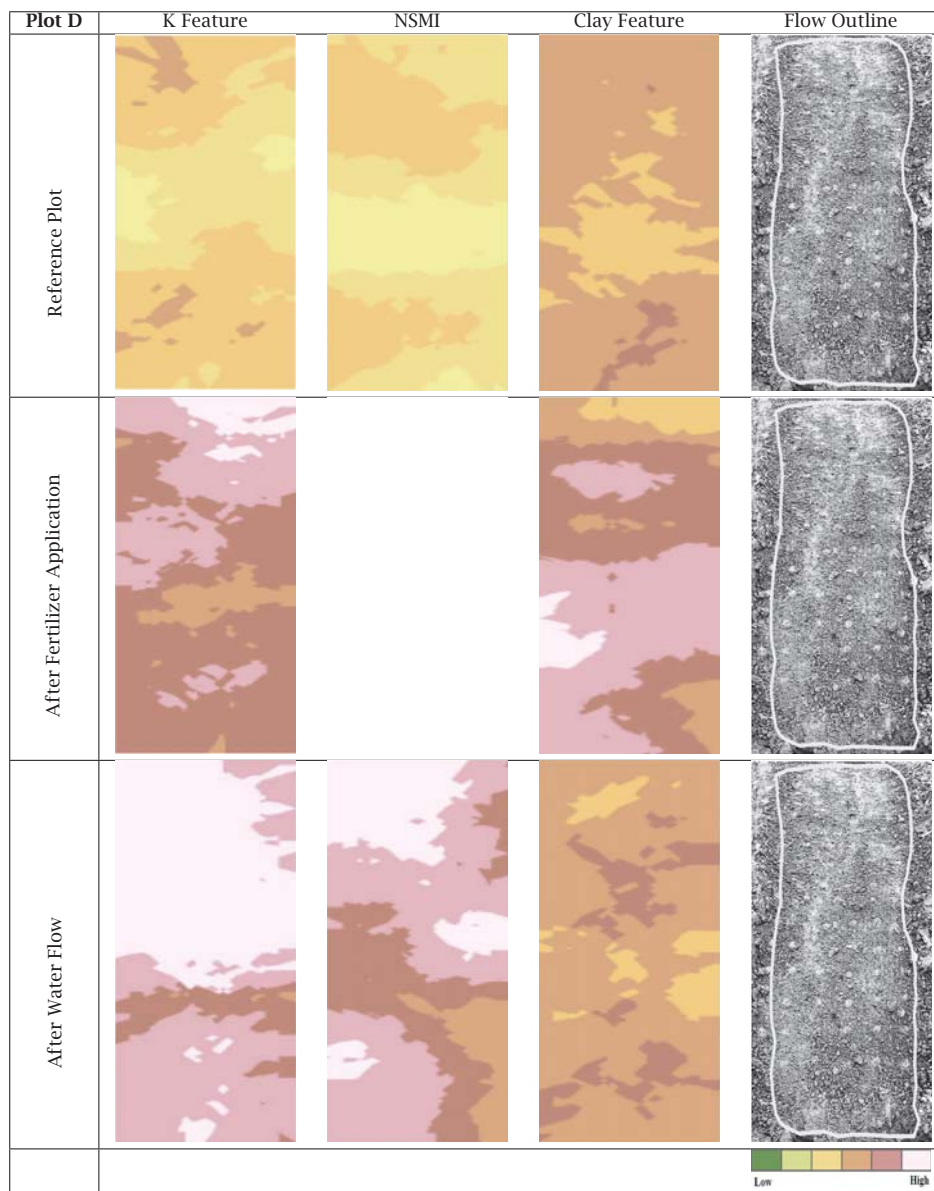 Plot D K Feature NSMI Clay Feature Flow Outline
Reference Plot
After Fertilizer Application
After Water Flow
Low High